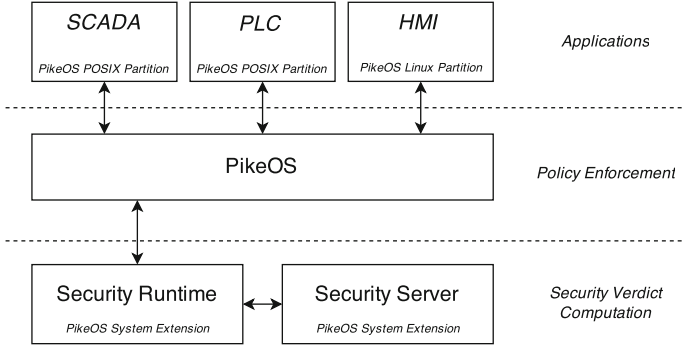 SCADA
PikeOS POSIX Partition
PLC
PikeOS POSIX Partition
HMI
PikeOS Linux Partition
Applications
PikeOS
Policy Enforcement
Security Runtime
PikeOS System Extension
Security Server
PikeOS System Extension
Security Verdict
Computation